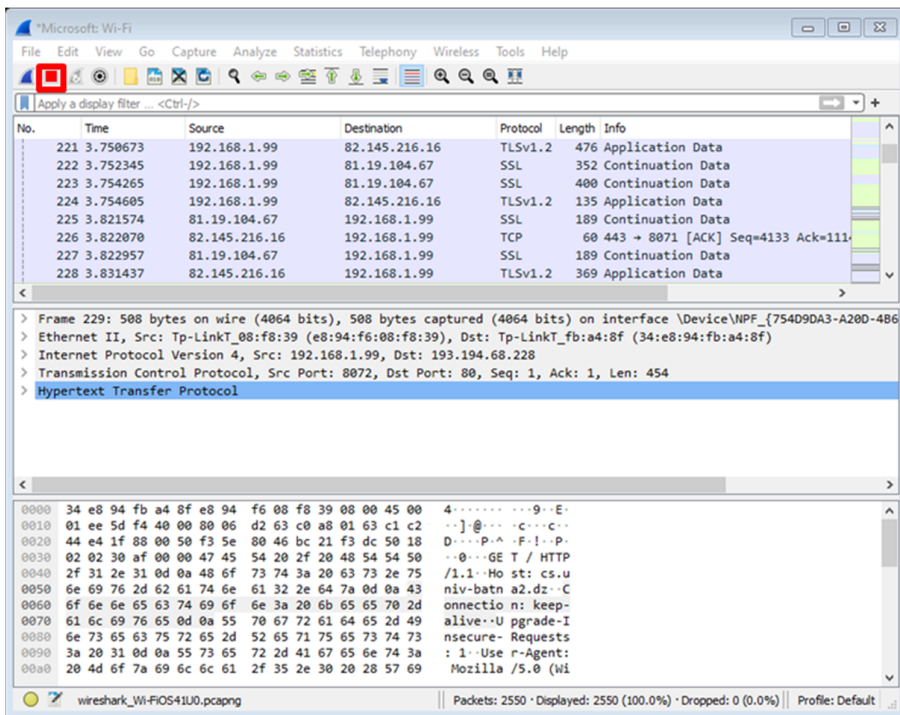 *Microsoft: Wi-Fi
File Edit View Go Capture Analyze Statistics Telephony Wireless Tools Help
Apply a display filter ... <Ctrl-/>
No. Time Source Destination Protocol Length Info
221 3.750673 192.168.1.99 82.145.216.16 TLSv1.2 476 Application Data
222 3.752345 192.168.1.99 81.19.104.67 SSL 352 Continuation Data
223 3.754265 192.168.1.99 81.19.104.67 SSL 400 Continuation Data
224 3.754605 192.168.1.99 82.145.216.16 TLSv1.2 135 Application Data
225 3.821574 81.19.104.67 192.168.1.99 SSL 189 Continuation Data
226 3.822070 82.145.216.16 192.168.1.99 TCP 60 443 → 8071 [ACK] Seq=4133 Ack=1114
227 3.822957 81.19.104.67 192.168.1.99 SSL 189 Continuation Data
228 3.831437 82.145.216.16 192.168.1.99 TLSv1.2 369 Application Data
> Frame 229: 508 bytes on wire (4064 bits), 508 bytes captured (4064 bits) on interface \Device\NPF_{754D9DA3-A20D-4B6
> Ethernet II, Src: Tp-LinkT_08:f8:39 (e8:94:f6:08:f8:39), Dst: Tp-LinkT_fb:a4:8f (34:e8:94:fb:a4:8f)
> Internet Protocol Version 4, Src: 192.168.1.99, Dst: 193.194.68.228
> Transmission Control Protocol, Src Port: 8072, Dst Port: 80, Seq: 1, Ack: 1, Len: 454
> Hypertext Transfer Protocol
0000 34 e8 94 fb a4 8f e8 94 f6 08 f8 39 08 00 45 00 4······· ···9··E·
0010 01 ee 5d f4 40 00 80 06 d2 63 c0 a8 01 63 c1 c2 ··]·@··· ·c···c··
0020 44 e4 1f 88 00 50 f3 5e 80 46 bc 21 f3 dc 50 18 D····P·^ ·F·!··P·
0030 02 02 30 af 00 00 47 45 54 20 2f 20 48 54 54 50 ··0···GE T / HTTP
0040 2f 31 2e 31 0d 0a 48 6f 73 74 3a 20 63 73 2e 75 /1.1··Ho st: cs.u
0050 6e 69 76 2d 62 61 74 6e 61 32 2e 64 7a 0d 0a 43 niv-batn a2.dz··C
0060 6f 6e 6e 65 63 74 69 6f 6e 3a 20 6b 65 65 70 2d onnectio n: keep-
0070 61 6c 69 76 65 0d 0a 55 70 67 72 61 64 65 2d 49 alive··U pgrade-I
0080 6e 73 65 63 75 72 65 2d 52 65 71 75 65 73 74 73 nsecure- Requests
0090 3a 20 31 0d 0a 55 73 65 72 2d 41 67 65 6e 74 3a : 1··Use r-Agent:
00a0 20 4d 6f 7a 69 6c 6c 61 2f 35 2e 30 20 28 57 69 Mozilla /5.0 (Wi
wireshark_Wi-FiOS41U0.pcapng Packets: 2550 · Displayed: 2550 (100.0%) · Dropped: 0 (0.0%) Profile: Default